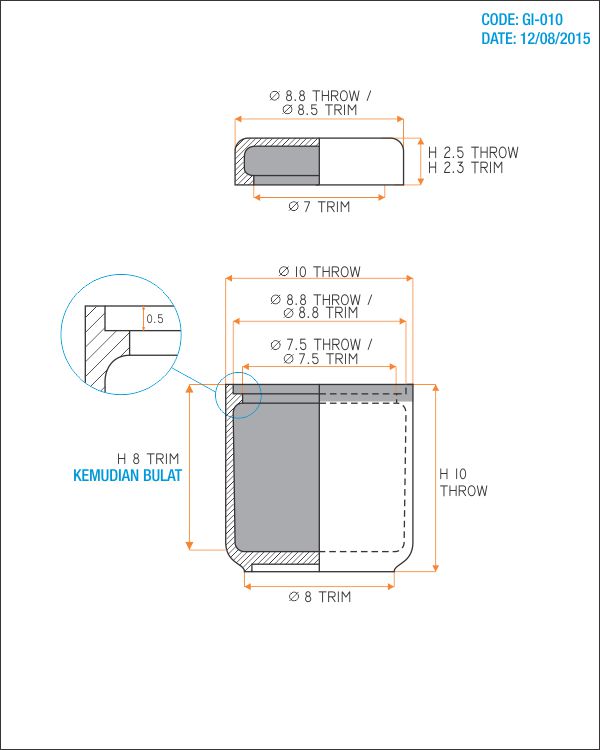 CODE: GI-010
DATE: 12/08/2015
Ø 8.8 THROW /
Ø 8.5 TRIM
H 2.5 THROW
H 2.3 TRIM
Ø 7 TRIM
Ø 10 THROW
Ø 8.8 THROW /
Ø 8.8 TRIM
0.5
Ø 7.5 THROW /
Ø 7.5 TRIM
H 8 TRIM
KEMUDIAN BULAT
H 10
THROW
Ø 8 TRIM